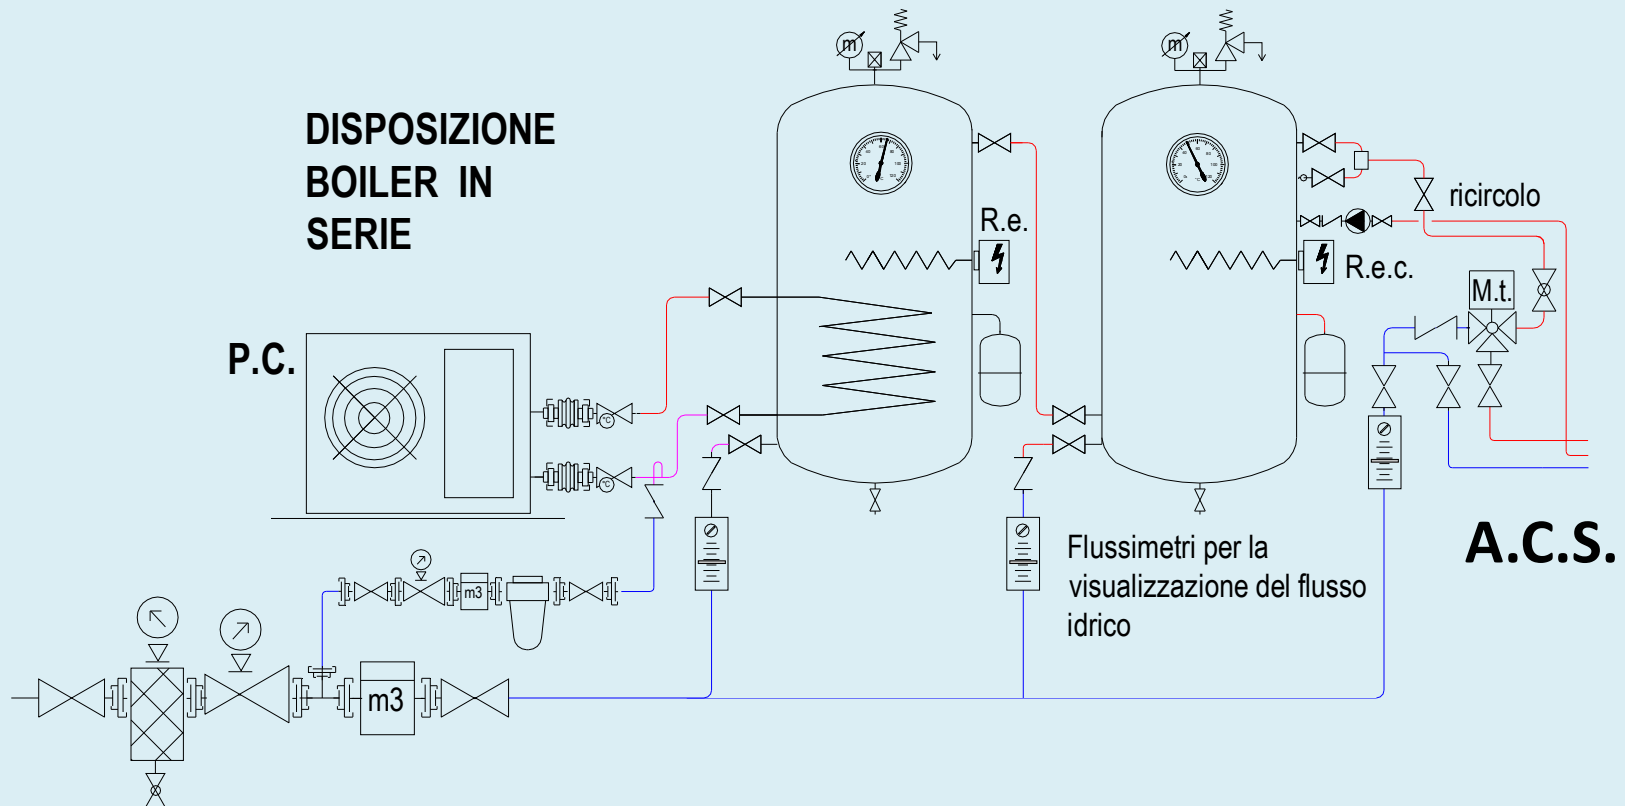 DISPOSIZIONE
BOILER IN
SERIE
m
m
R.e.
R.e.c.
ricircolo
M.t.
P.C.
°C
°C
A.C.S.
Flussimetri per la
visualizzazione del flusso
idrico
m3
m3